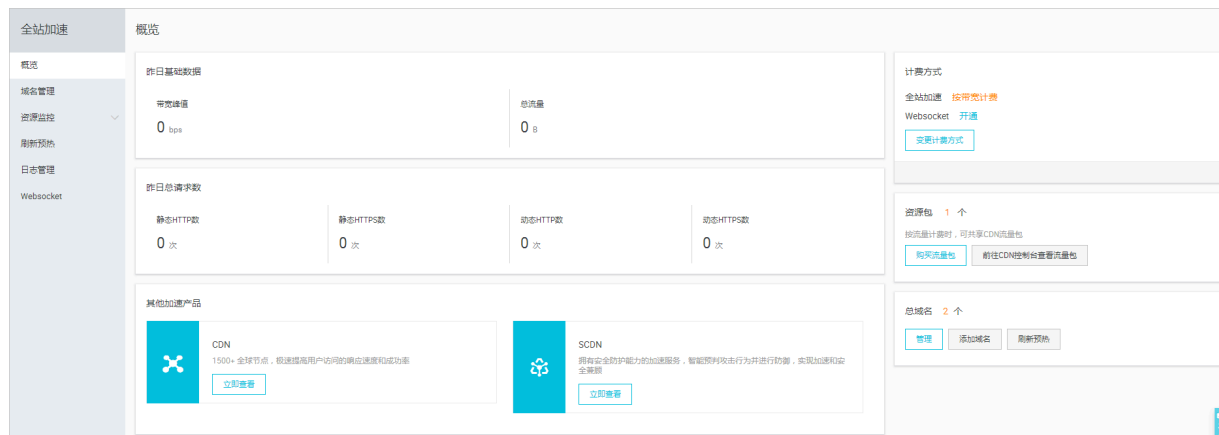 全站加速
概览
域名管理
资源监控
刷新预热
日志管理
Websocket
概览
昨日基础数据
带宽峰值
0 bps
总流量
0 B
昨日总请求数
静态HTTP数
0 次
静态HTTPS数
0 次
动态HTTP数
0 次
动态HTTPS数
0 次
其他加速产品
CDN
1500+ 全球节点，极速提高用户访问的响应速度和成功率
立即查看
SCDN
拥有安全防护能力的加速服务，智能预判攻击行为并进行防御，实现加速和安
全兼顾
立即查看
计费方式
全站加速 按带宽计费
Websocket 开通
变更计费方式
资源包 1 个
按流量计费时，可共享CDN流量包
购买流量包 前往CDN控制台查看流量包
总域名 2 个
管理 添加域名 刷新预热